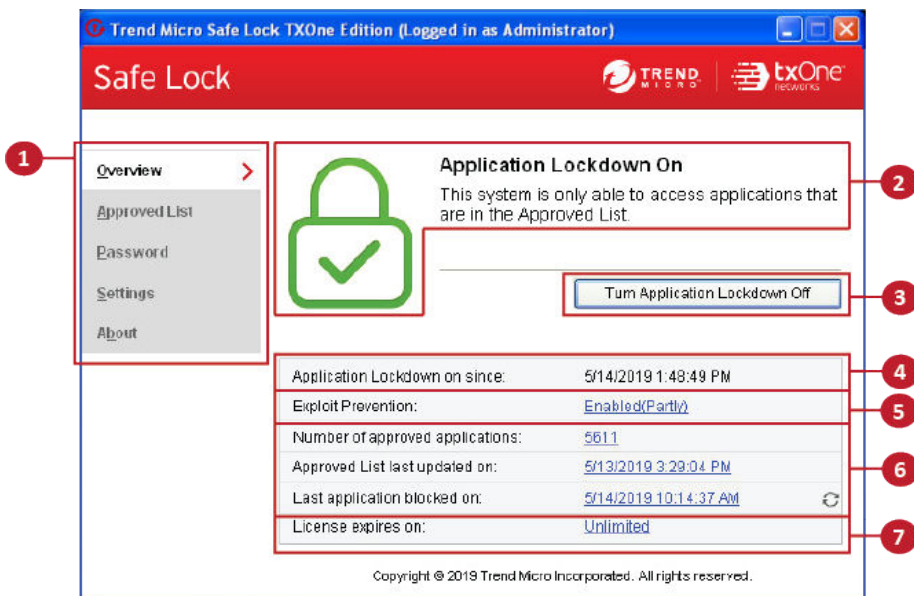 Trend Micro Safe Lock TXOne Edition (Logged in as Administrator)
Safe Lock
TREND MICRO
txOne networks
1
Overview
Approved List
Password
Settings
About
Application Lockdown On
This system is only able to access applications that
are in the Approved List.
2
Turn Application Lockdown Off
3
Application Lockdown on since: 5/14/2019 1:48:49 PM
4
Exploit Prevention: Enabled(Partly)
5
Number of approved applications: 5611
Approved List last updated on: 5/13/2019 3:29:04 PM
6
Last application blocked on: 5/14/2019 10:14:37 AM
License expires on: Unlimited
7
Copyright © 2019 Trend Micro Incorporated. All rights reserved.